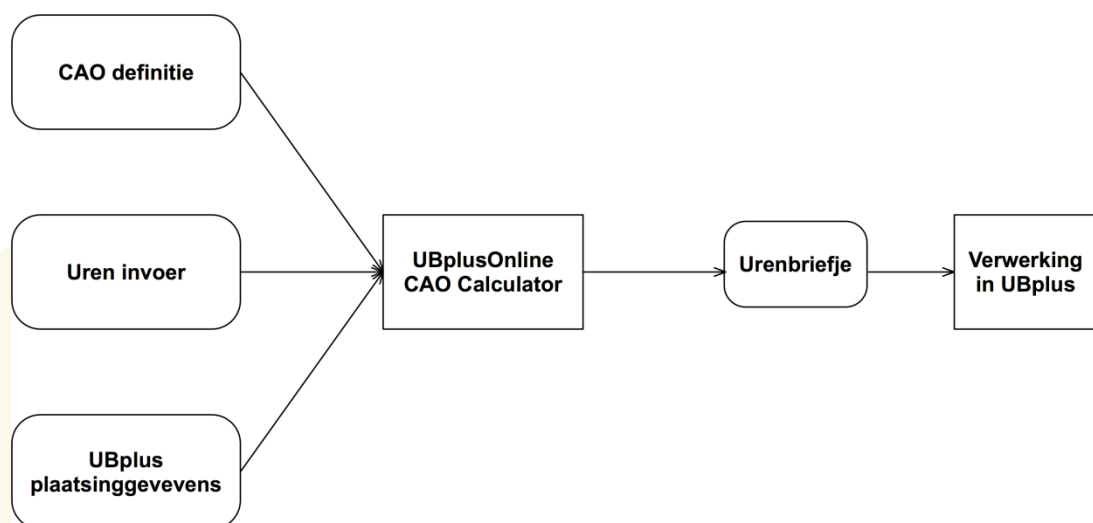 CAO definitie
Uren invoer
UBplus
plaatsinggevevens
UBplusOnline
CAO Calculator
Urenbriefje
Verwerking
in UBplus